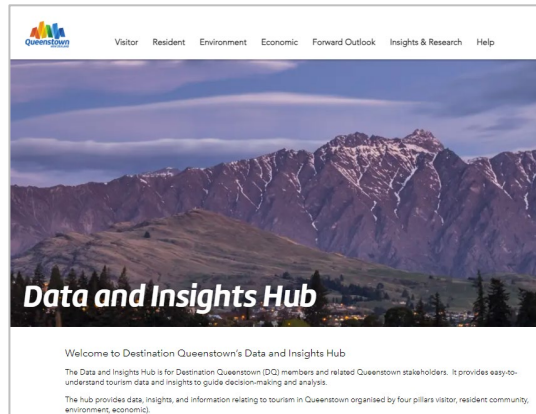 Queenstown
Visitor Resident Environment Economic Forward Outlook Insights & Research Help
Data and Insights Hub
Welcome to Destination Queenstown's Data and Insights Hub
The Data and Insights Hub is for Destination Queenstown (DQ) members and related Queenstown stakeholders. It provides easy-to-
understand tourism data and insights to guide decision-making and analysis.
The hub provides data, insights, and information relating to tourism in Queenstown organised by four pillars visitor, resident community,
environment, economic).